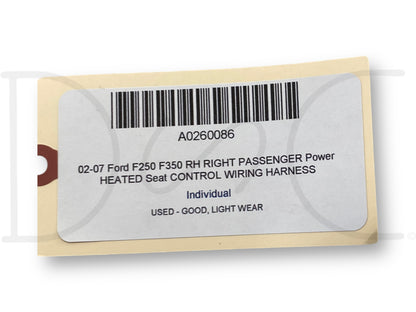 A0260086
02-07 Ford F250 F350 RH RIGHT PASSENGER Power
HEATED Seat CONTROL WIRING HARNESS
Individual
USED - GOOD, LIGHT WEAR